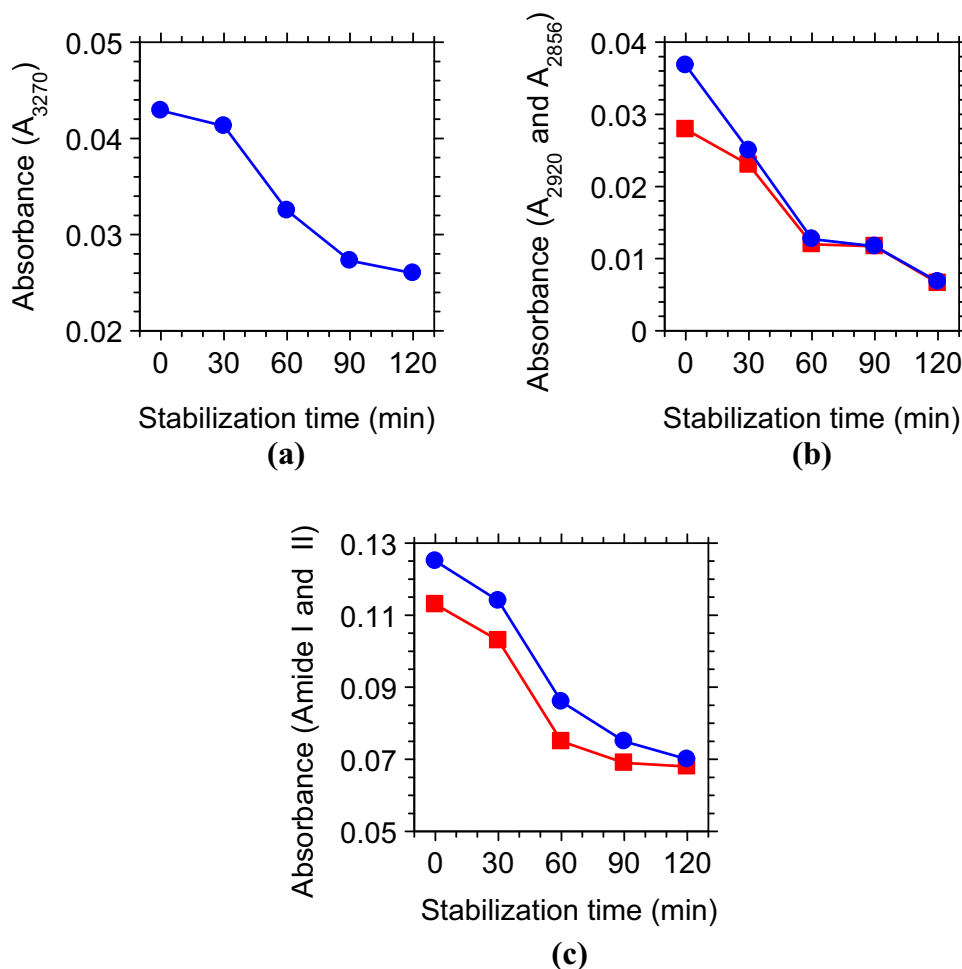 Absorbance (A3270)
0.05
0.04
0.03
0.02
0 30 60 90 120
Stabilization time (min)
(a)
Absorbance (A2920 and A2856)
0.04
0.03
0.02
0.01
0
0 30 60 90 120
Stabilization time (min)
(b)
Absorbance (Amide I and II)
0.13
0.11
0.09
0.07
0.05
0 30 60 90 120
Stabilization time (min)
(c)